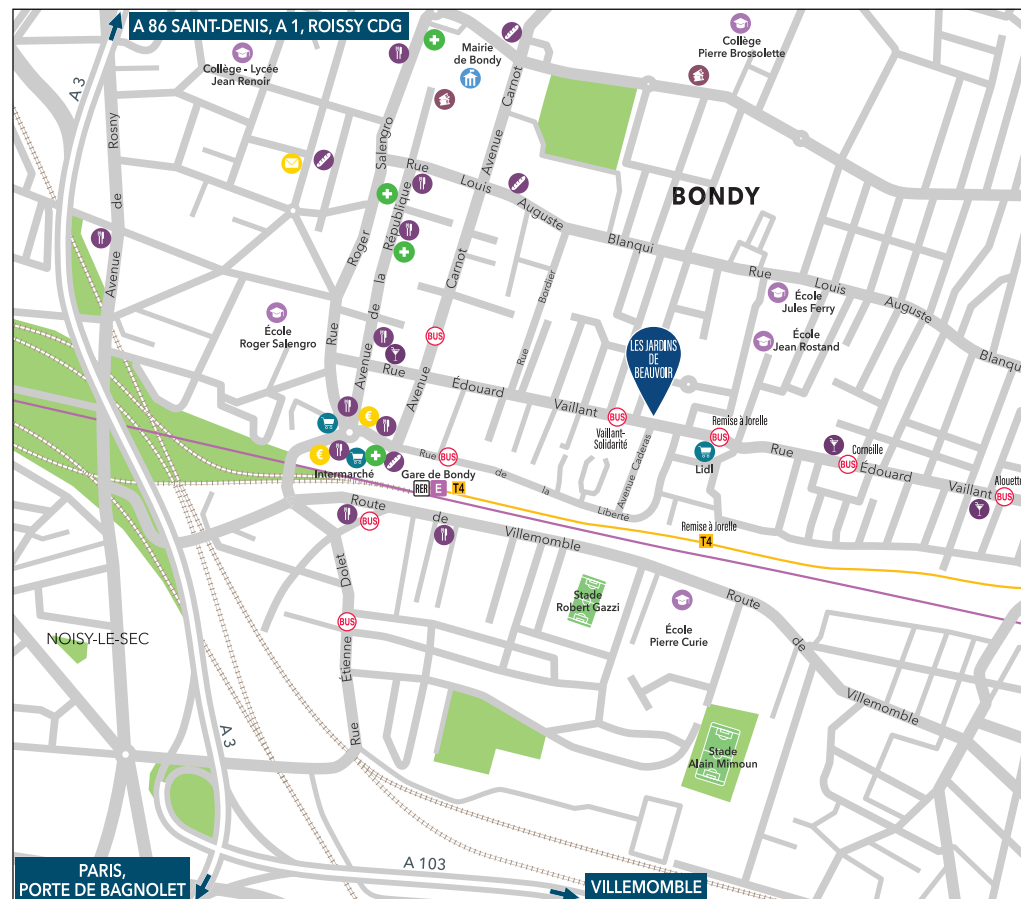 A 86 SAINT-DENIS, A 1, ROISSY CDG
A 3
Collège - Lycée
Jean Renoir
Mairie
de Bondy
Collège
Pierre Brossolette
Avenue de Rosny
Rue Roger Salengro
Avenue de la République
Avenue Carnot
Avenue Carnot
Rue Louis Auguste Blanqui
BONDY
Rue Louis Auguste Blanqui
École
Jules Ferry
École
Jean Rostand
École
Roger Salengro
Rue Bordier
BUS
LES JARDINS
DE
BEAUVOIR
Rue Édouard Vaillant
BUS
Vaillant-
Solidarité
Remise à Jorelle
BUS
Lidl
Avenue Caderas
Rue Édouard Vaillant
Corneille
BUS
Alouette
BUS
€
€
Intermarché
BUS
Gare de Bondy
RER E T4
Rue de la Liberté
Remise à Jorelle
T4
BUS
Route de Villemomble
Stade
Robert Gazzi
École
Pierre Curie
Route de Villemomble
BUS
Rue Étienne Dolet
NOISY-LE-SEC
A 3
Stade
Alain Mimoun
A 103
PARIS,
PORTE DE BAGNOLET
VILLEMOMBLE